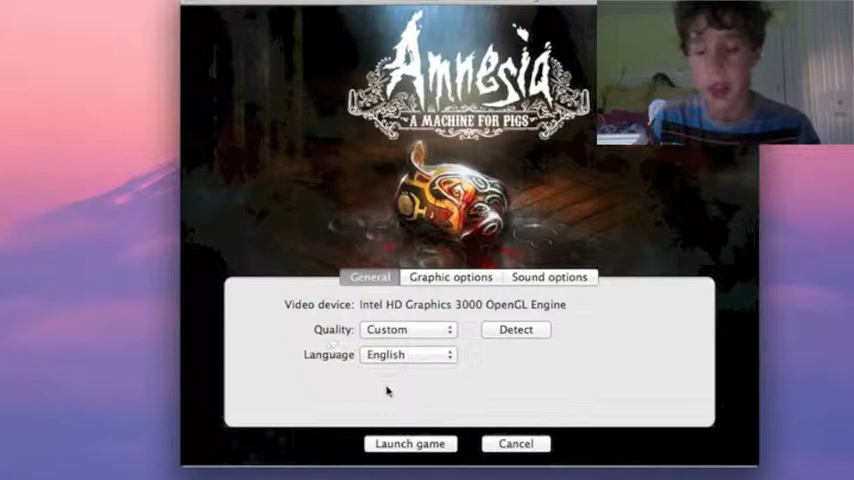 Amnesia
A MACHINE FOR PIGS
General Graphic options Sound options
Video device: Intel HD Graphics 3000 OpenGL Engine
Quality: Custom Detect
Language English
Launch game Cancel